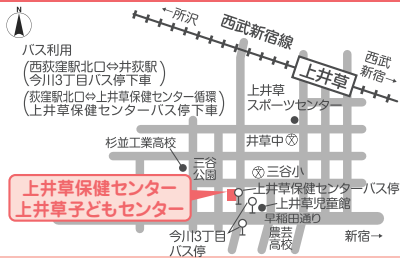 N
←所沢
西武新宿線
西武
新宿→
バス利用
(西荻窪駅北口⇔井荻駅
今川3丁目バス停下車)
(荻窪駅北口⇔上井草保健センター循環
上井草保健センターバス停下車)
上井草
上井草
スポーツセンター
杉並工業高校
井草中文
三谷
公園
文三谷小
上井草保健センター
上井草子どもセンター
上井草保健センターバス停
上井草児童館
早稲田通り
今川3丁目
バス停
農芸
高校
新宿→